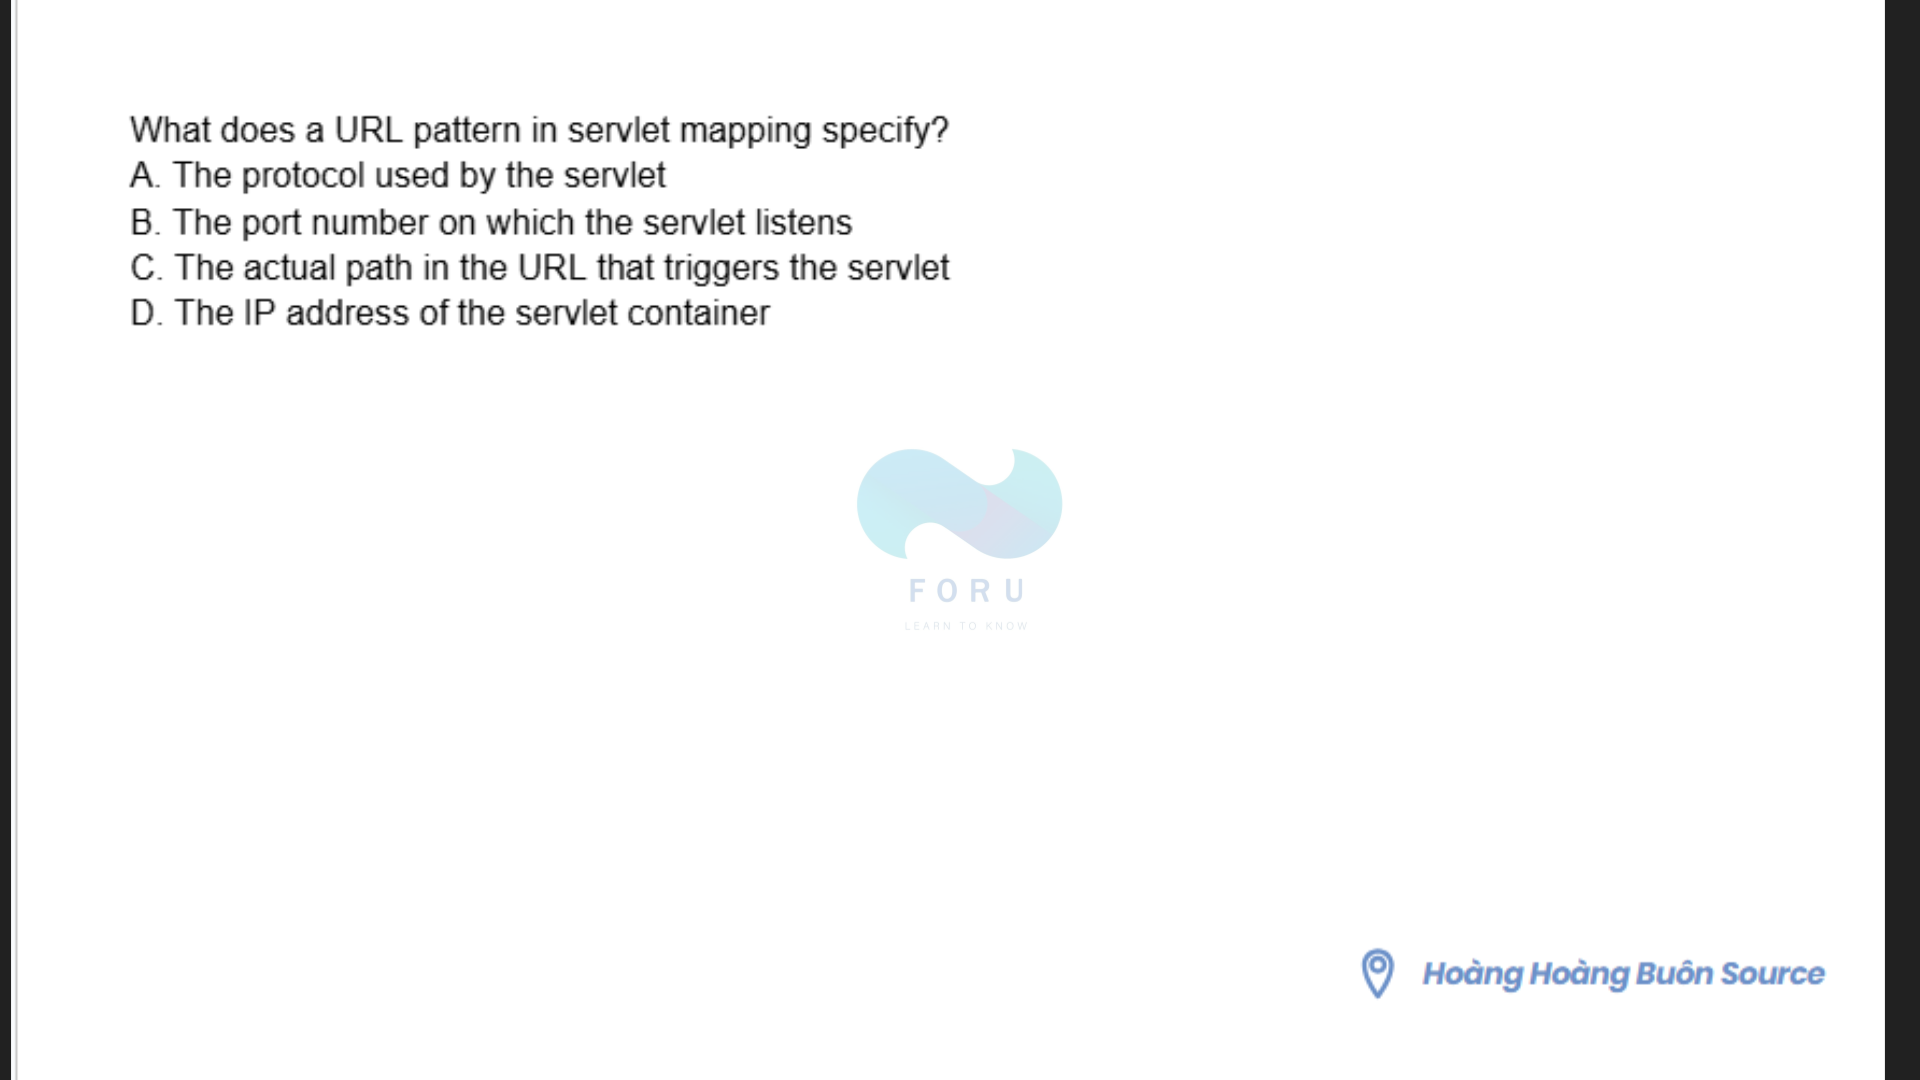 What does a URL pattern in servlet mapping specify?
A. The protocol used by the servlet
B. The port number on which the servlet listens
C. The actual path in the URL that triggers the servlet
D. The IP address of the servlet container
FORU
LEARN TO KNOW
Hoàng Hoàng Buôn Source